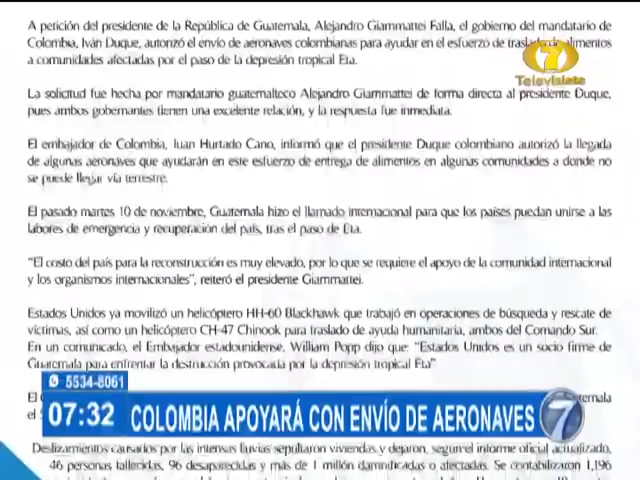 A petición del presidente de la República de Guatemala, Alejandro Giammattei Falla, el gobierno del mandatario de
Colombia, Iván Duque, autorizó el envío de aeronaves colombianas para ayudar en el esfuerzo de traslado de alimentos
a comunidades afectadas por el paso de la depresión tropical Eta.
7
Televisiete
La solicitud fue hecha por mandatario guatemalteco Alejandro Giammattei de forma directa al presidente Duque,
pues ambos gobernantes tienen una excelente relación, y la respuesta fue inmediata.
El embajador de Colombia, Juan Hurtado Cano, informó que el presidente Duque colombiano autorizó la llegada
de algunas aeronaves que ayudarán en este esfuerzo de entrega de alimentos en algunas comunidades a donde no
se puede llegar vía terrestre.
El pasado martes 10 de noviembre, Guatemala hizo el llamado internacional para que los países puedan unirse a las
labores de emergencia y recuperación del país, tras el paso de Eta.
"El costo del país para la reconstrucción es muy elevado, por lo que se requiere el apoyo de la comunidad internacional
y los organismos internacionales", reiteró el presidente Giammattei.
Estados Unidos ya movilizó un helicóptero HH-60 Blackhawk que trabajó en operaciones de búsqueda y rescate de
víctimas, así como un helicóptero CH-47 Chinook para traslado de ayuda humanitaria, ambos del Comando Sur.
En un comunicado, el Embajador estadounidense, William Popp dijo que: "Estados Unidos es un socio firme de
Guatemala para enfrentar la destrucción provocada por la depresión tropical Eta"
5534-8061
07:32 COLOMBIA APOYARÁ CON ENVÍO DE AERONAVES 7
Deslizamientos causados por las intensas lluvias sepultaron viviendas y dejaron, según el informe oficial actualizado,
46 personas fallecidas, 96 desaparecidas y más de 1 millón damnificadas o afectadas. Se contabilizaron 1,196